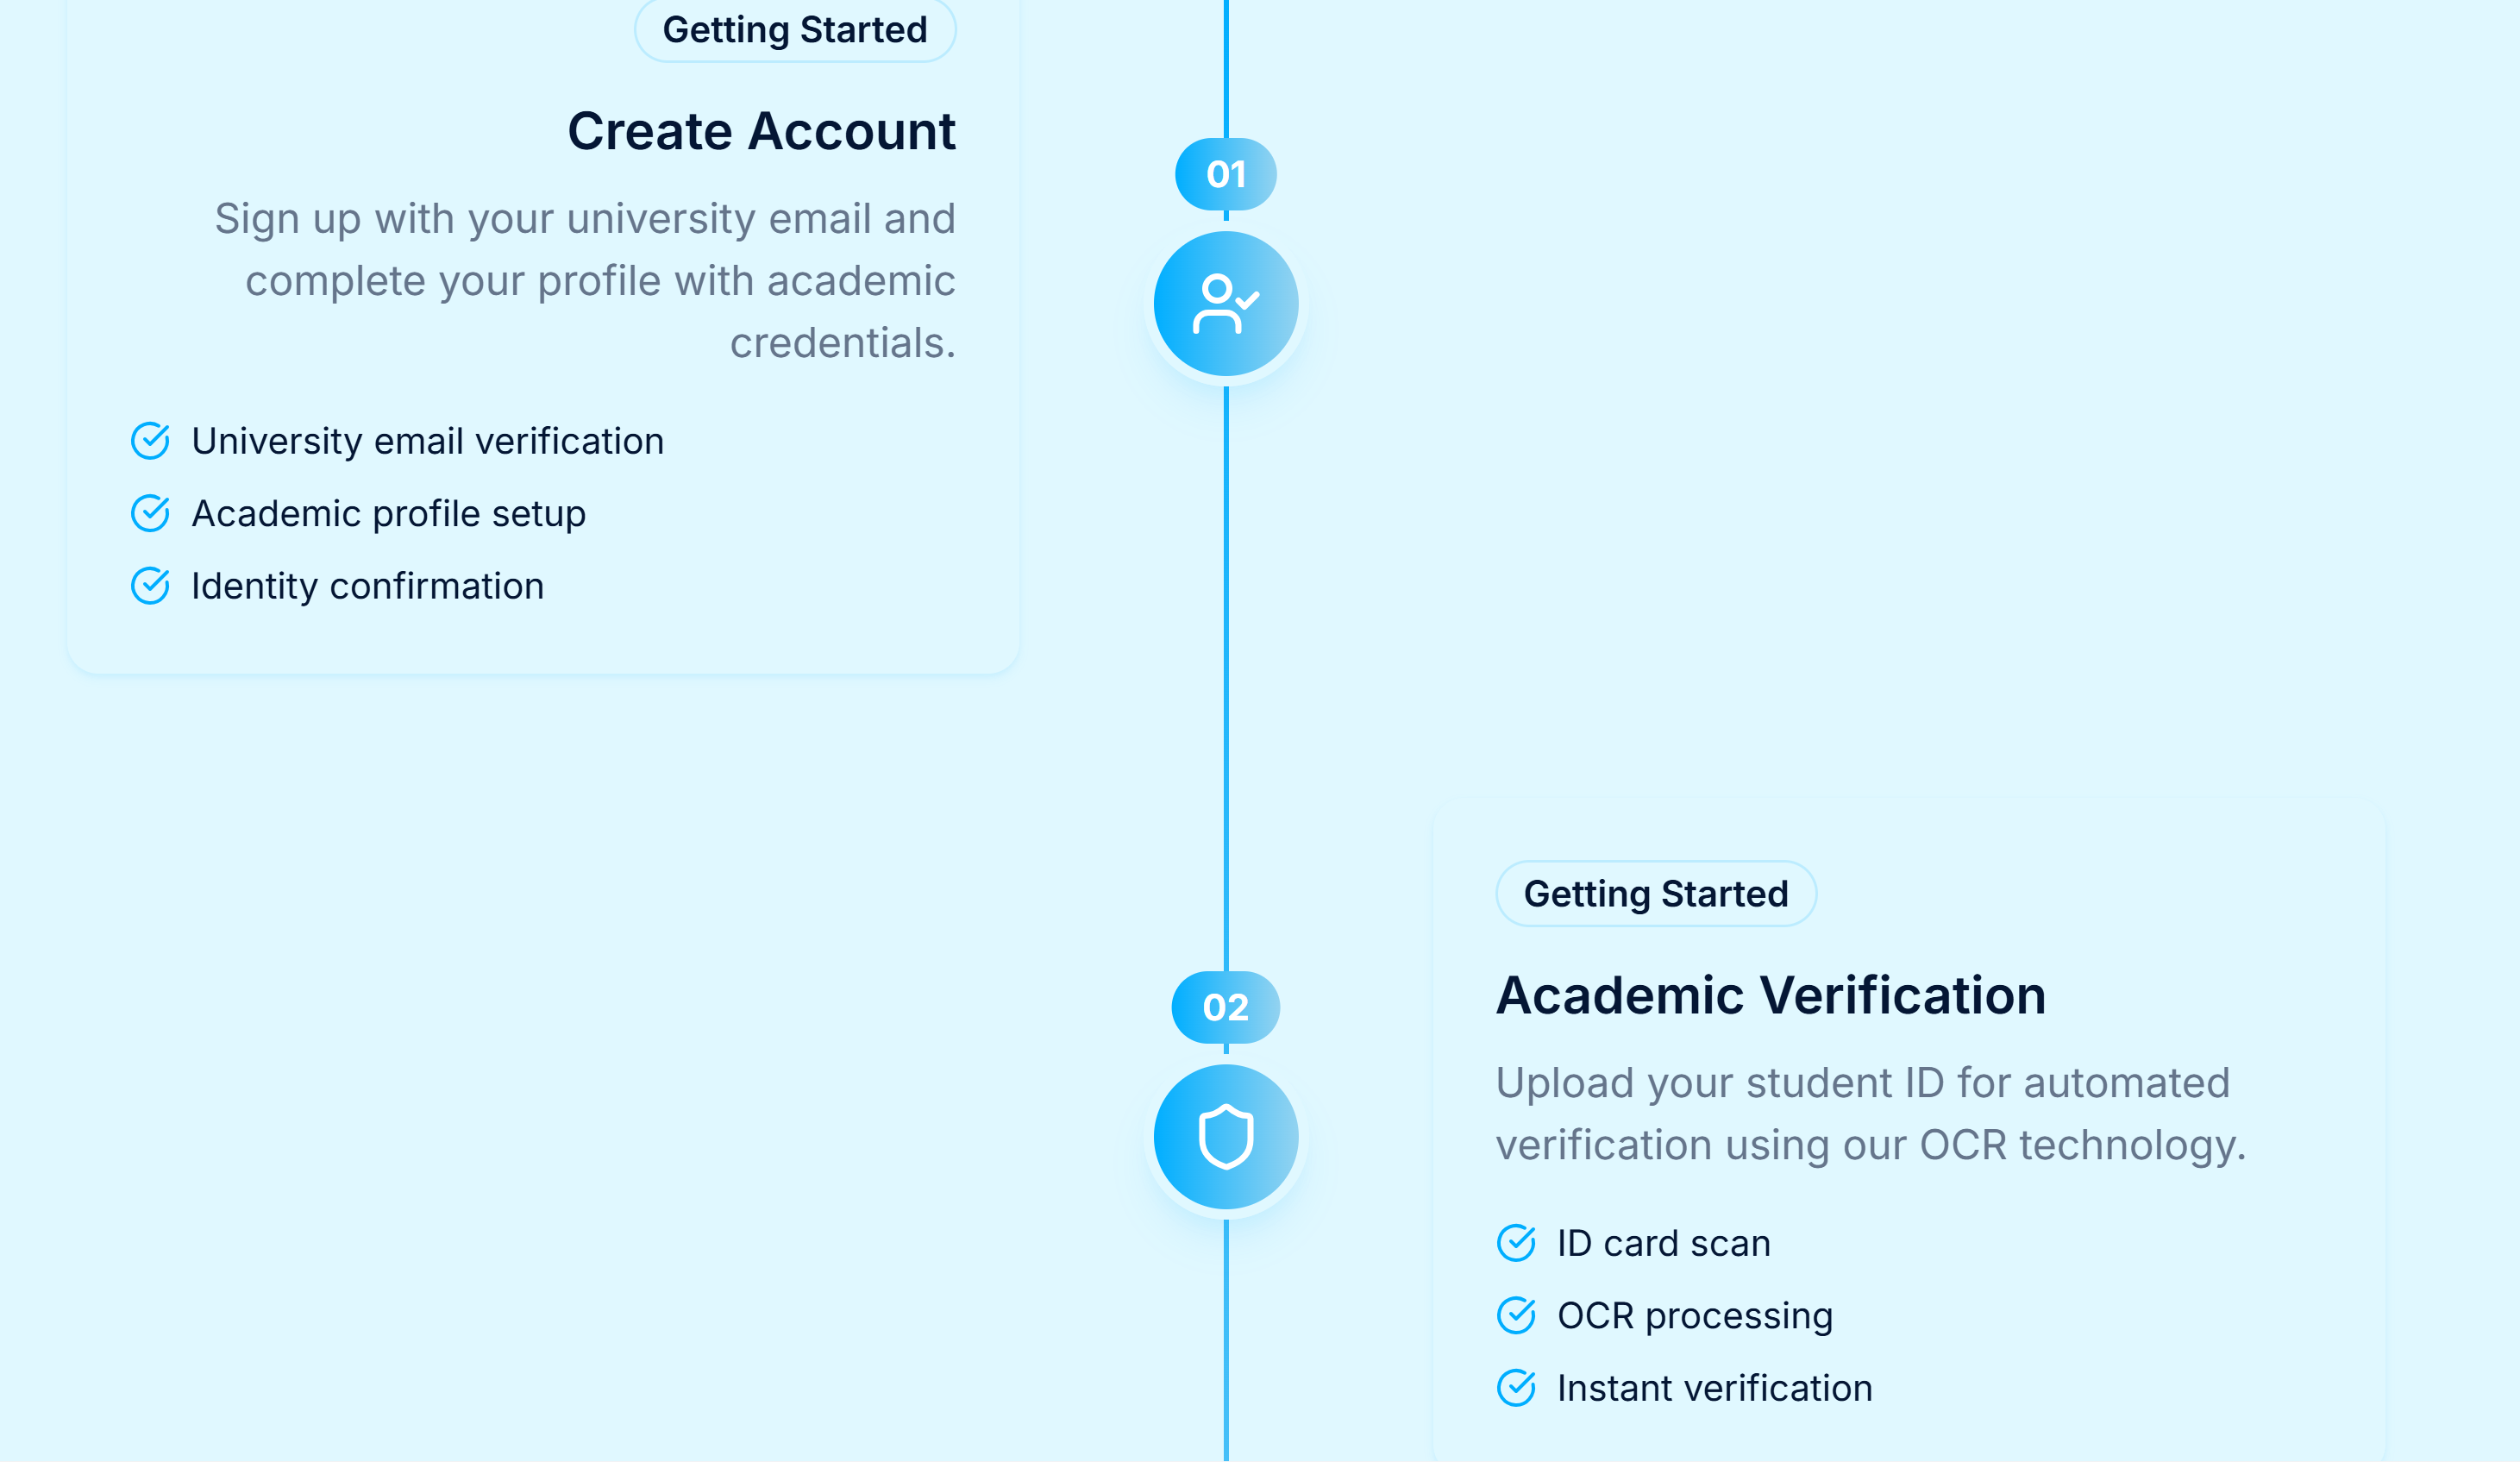 Getting Started
Create Account
Sign up with your university email and
complete your profile with academic
credentials.
University email verification
Academic profile setup
Identity confirmation
01
02
Getting Started
Academic Verification
Upload your student ID for automated
verification using our OCR technology.
ID card scan
OCR processing
Instant verification